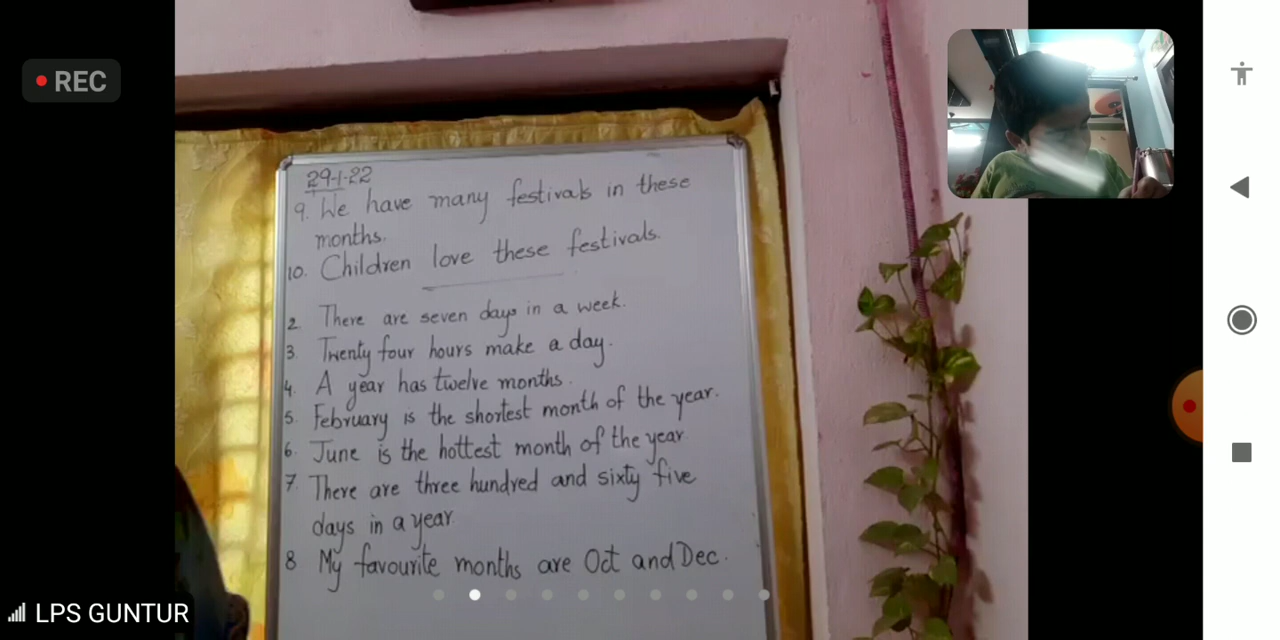 REC
29-1-22
9. We have many festivals in these
months.
10. Children love these festivals.
2. There are seven days in a week.
3. Twenty four hours make a day.
4. A year has twelve months.
5. February is the shortest month of the year.
6. June is the hottest month of the year
7. There are three hundred and sixty five
days in a year
8 My favourite months are Oct and Dec.
LPS GUNTUR